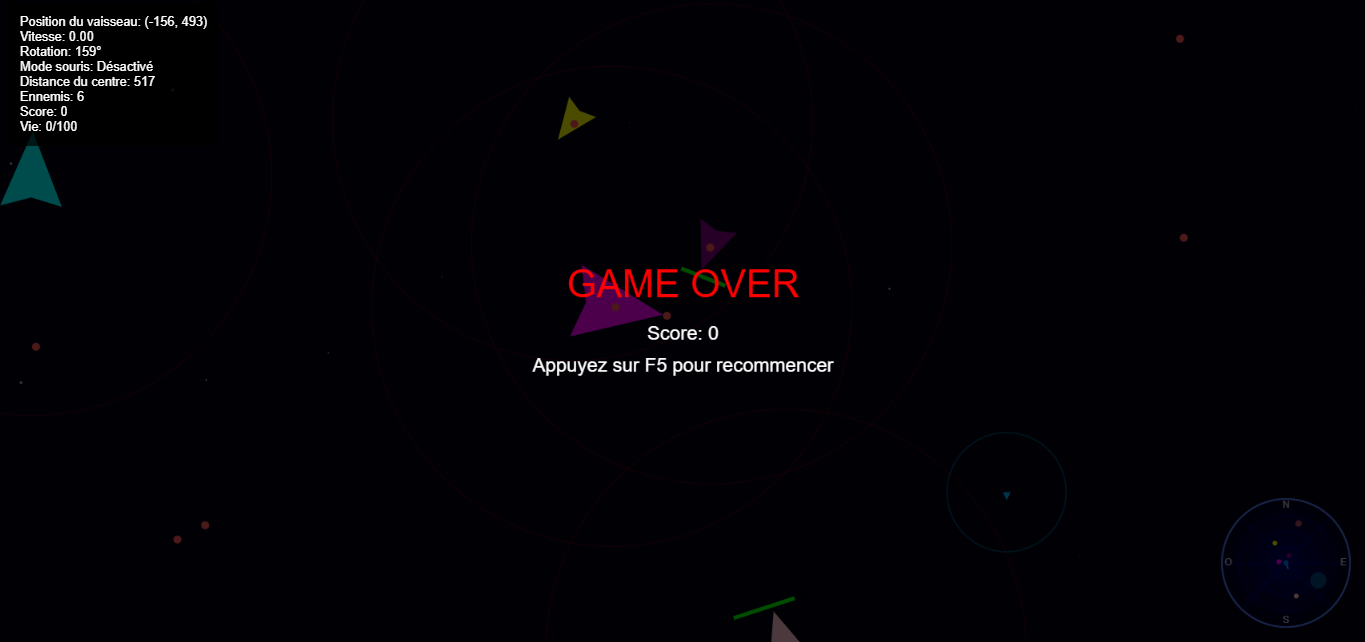 Position du vaisseau: (-156, 493)
Vitesse: 0.00
Rotation: 159°
Mode souris: Désactivé
Distance du centre: 517
Ennemis: 6
Score: 0
Vie: 0/100
GAME OVER
Score: 0
Appuyez sur F5 pour recommencer
N
O
E
S